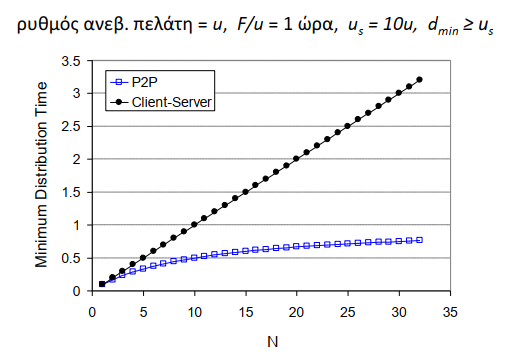 ρυθμός ανεβ. πελάτη = u, F/u = 1 ώρα, uₛ = 10u, dₘᵢₙ ≥ uₛ
3.5
P2P
Client-Server
3
2.5
2
1.5
1
0.5
0
Minimum Distribution Time
0 5 10 15 20 25 30 35
N